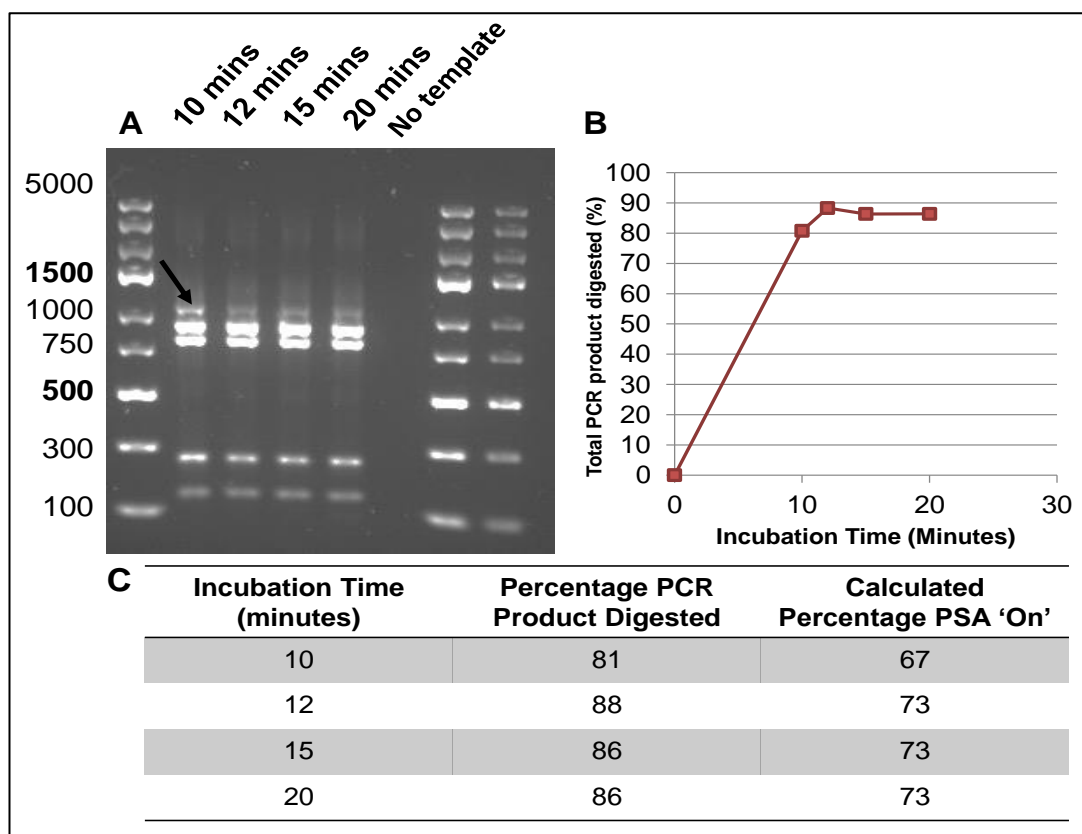 A
10 mins
12 mins
15 mins
20 mins
No template
5000
1500
1000
750
500
300
100
B
Total PCR product digested (%)
100
90
80
70
60
50
40
30
20
10
0
0 10 20 30
Incubation Time (Minutes)
C
Incubation Time (minutes) Percentage PCR Product Digested Calculated Percentage PSA ‘On’
10 81 67
12 88 73
15 86 73
20 86 73